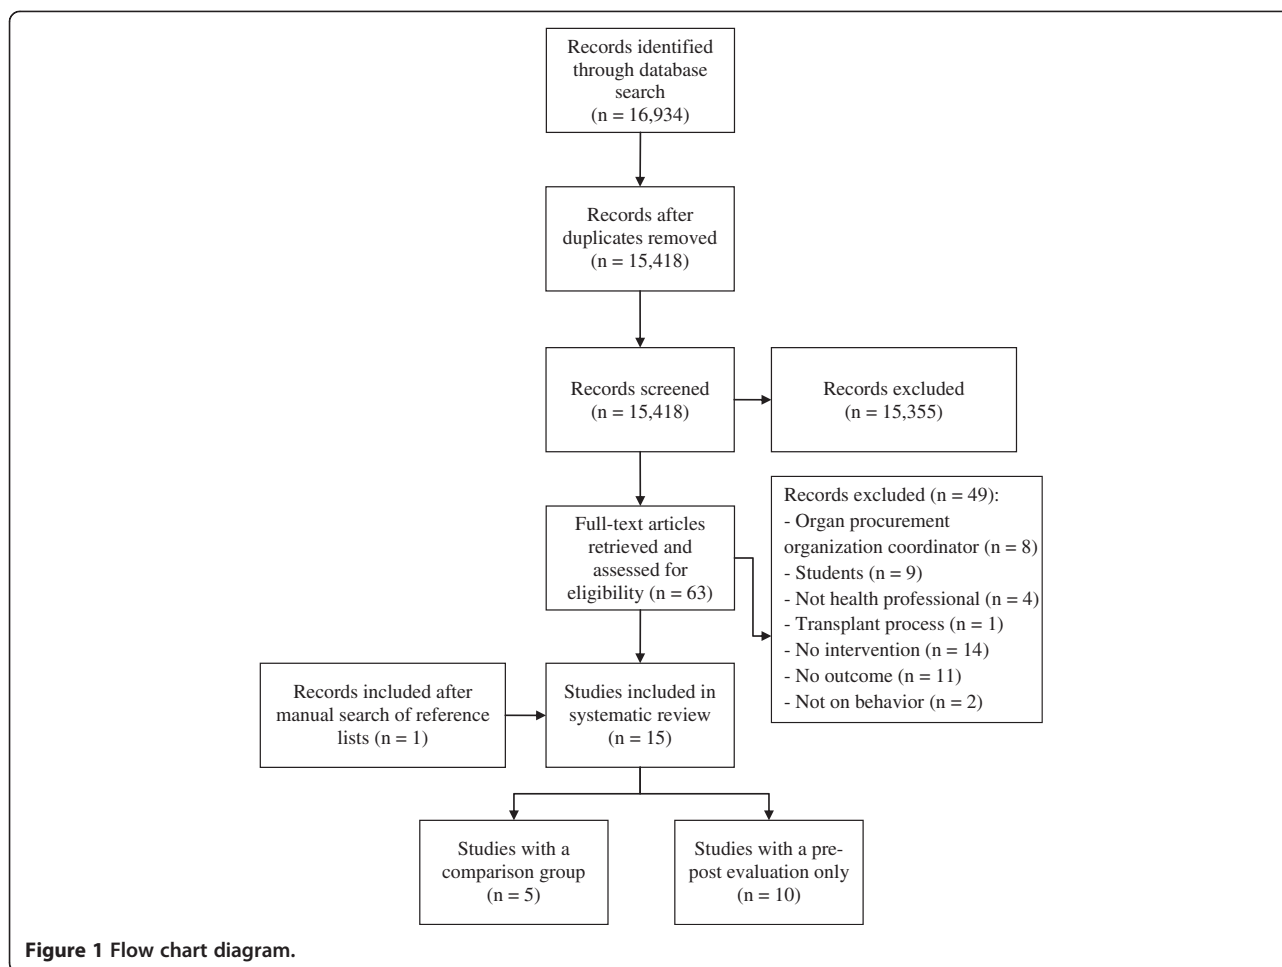 Records identified
through database
search
(n = 16,934)
Records after
duplicates removed
(n = 15,418)
Records screened
(n = 15,418)
Records excluded
(n = 15,355)
Full-text articles
retrieved and
assessed for
eligibility (n = 63)
Records excluded (n = 49):
- Organ procurement
organization coordinator (n = 8)
- Students (n = 9)
- Not health professional (n = 4)
- Transplant process (n = 1)
- No intervention (n = 14)
- No outcome (n = 11)
- Not on behavior (n = 2)
Records included after
manual search of reference
lists (n = 1)
Studies included in
systematic review
(n = 15)
Studies with a
comparison group
(n = 5)
Studies with a pre-
post evaluation only
(n = 10)
Figure 1 Flow chart diagram.